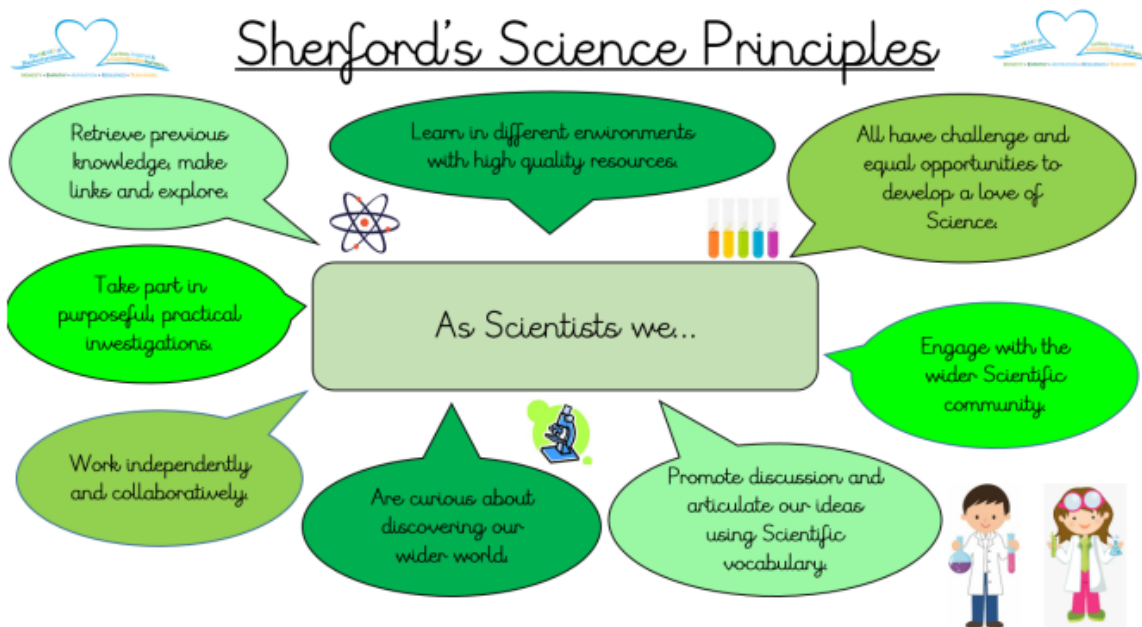 Sherford's Science Principles
Retrieve previous
knowledge, make
links and explore.
Learn in different environments
with high quality resources.
All have challenge and
equal opportunities to
develop a love of
Science.
Take part in
purposeful, practical
investigations.
As Scientists we...
Engage with the
wider Scientific
community.
Work independently
and collaboratively.
Are curious about
discovering our
wider world.
Promote discussion and
articulate our ideas
using Scientific
vocabulary.